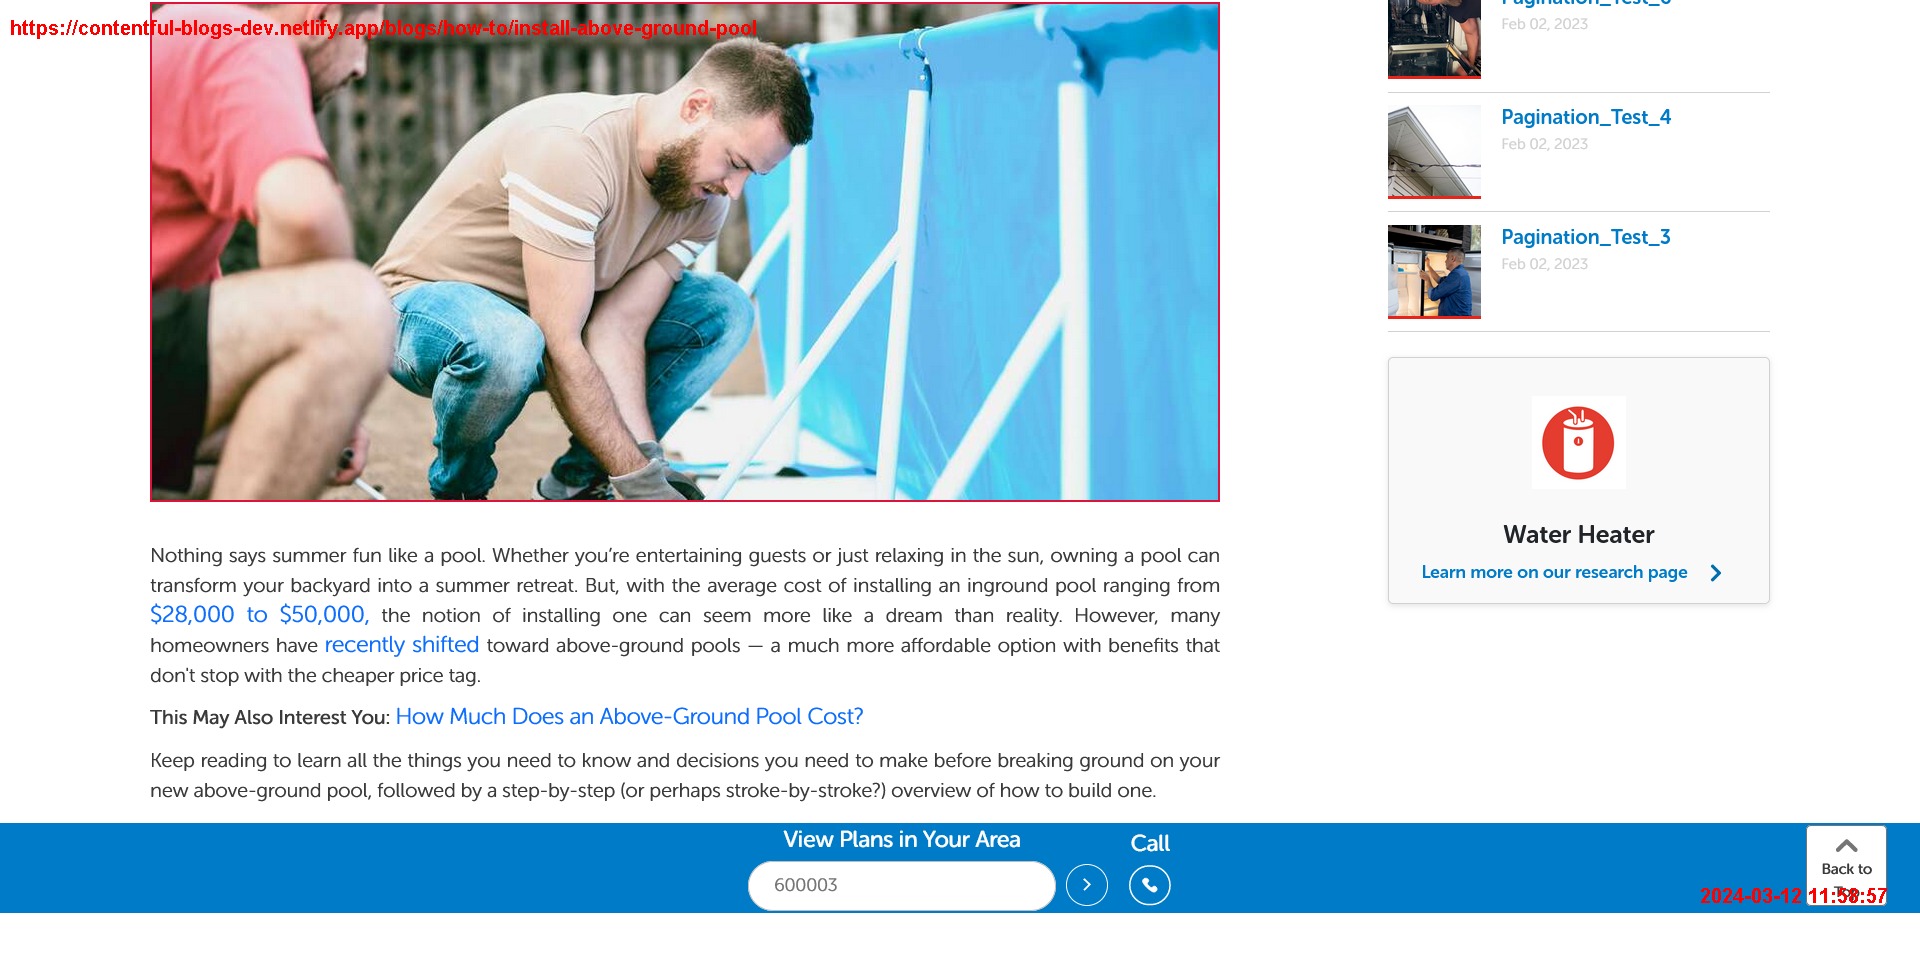 https://contentful-blogs-dev.netlify.app/blogs/how-to/install-above-ground-pool
Feb 02, 2023
Pagination_Test_4
Feb 02, 2023
Pagination_Test_3
Feb 02, 2023
Water Heater
Learn more on our research page
Nothing says summer fun like a pool. Whether you’re entertaining guests or just relaxing in the sun, owning a pool can
transform your backyard into a summer retreat. But, with the average cost of installing an inground pool ranging from
$28,000 to $50,000, the notion of installing one can seem more like a dream than reality. However, many
homeowners have recently shifted toward above-ground pools — a much more affordable option with benefits that
don't stop with the cheaper price tag.
This May Also Interest You: How Much Does an Above-Ground Pool Cost?
Keep reading to learn all the things you need to know and decisions you need to make before breaking ground on your
new above-ground pool, followed by a step-by-step (or perhaps stroke-by-stroke?) overview of how to build one.
View Plans in Your Area
600003
Call
Back to
Top
2024-03-12 11:58:57